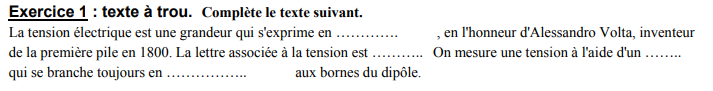 Exercice 1 : texte à trou. Complète le texte suivant.
La tension électrique est une grandeur qui s'exprime en …………. , en l'honneur d'Alessandro Volta, inventeur
de la première pile en 1800. La lettre associée à la tension est ……….. On mesure une tension à l'aide d'un ……..
qui se branche toujours en …………….. aux bornes du dipôle.